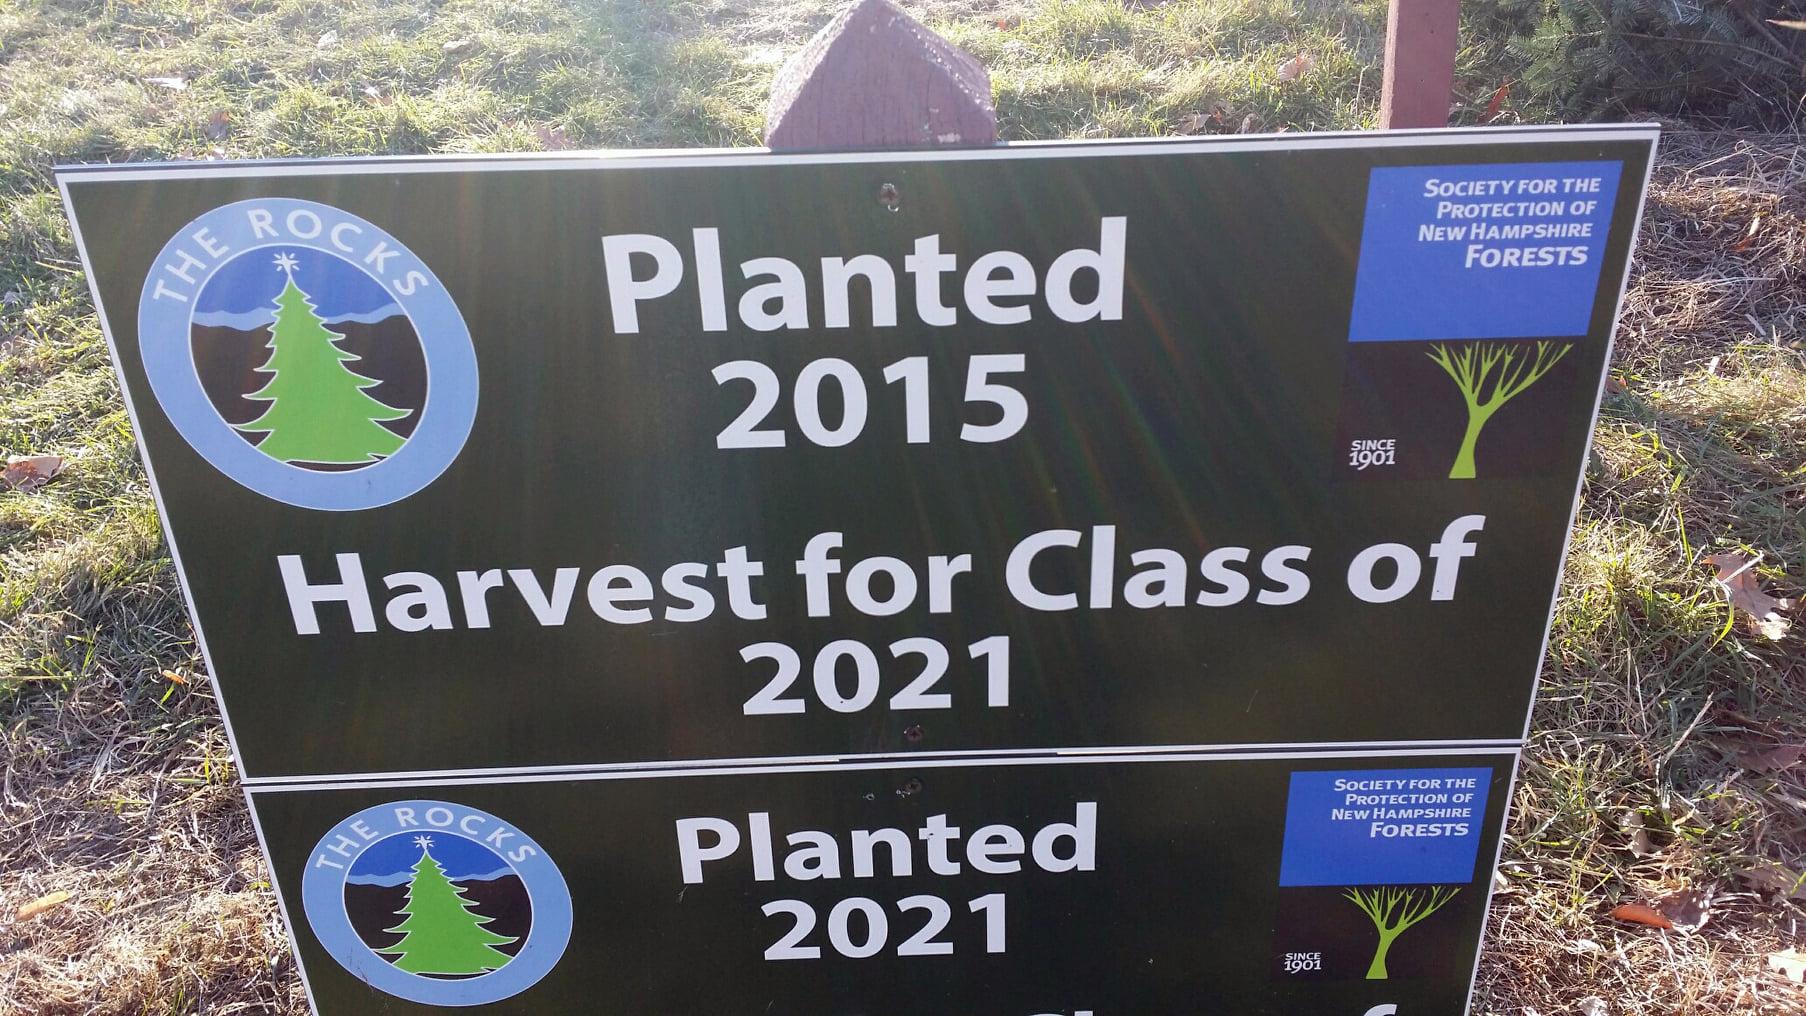 THE ROCKS
Planted
2015
Harvest for Class of
2021
SOCIETY FOR THE
PROTECTION OF
NEW HAMPSHIRE
FORESTS
SINCE
1901
THE ROCKS
Planted
2021
SOCIETY FOR THE
PROTECTION OF
NEW HAMPSHIRE
FORESTS
SINCE
1901